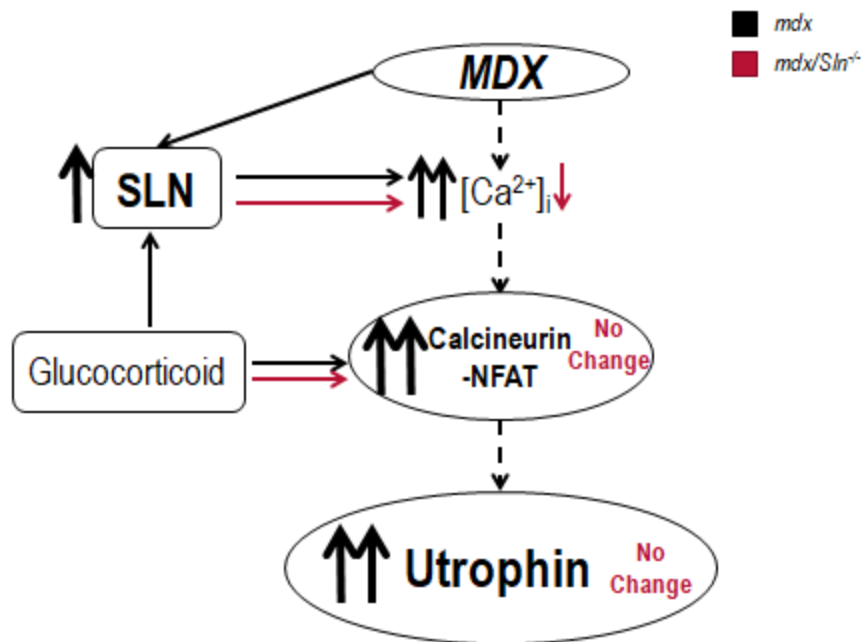 mdx
mdx/Sln-/-
MDX
SLN
[Ca2+]i
Glucocorticoid
Calcineurin
-NFAT
No
Change
Utrophin
No
Change